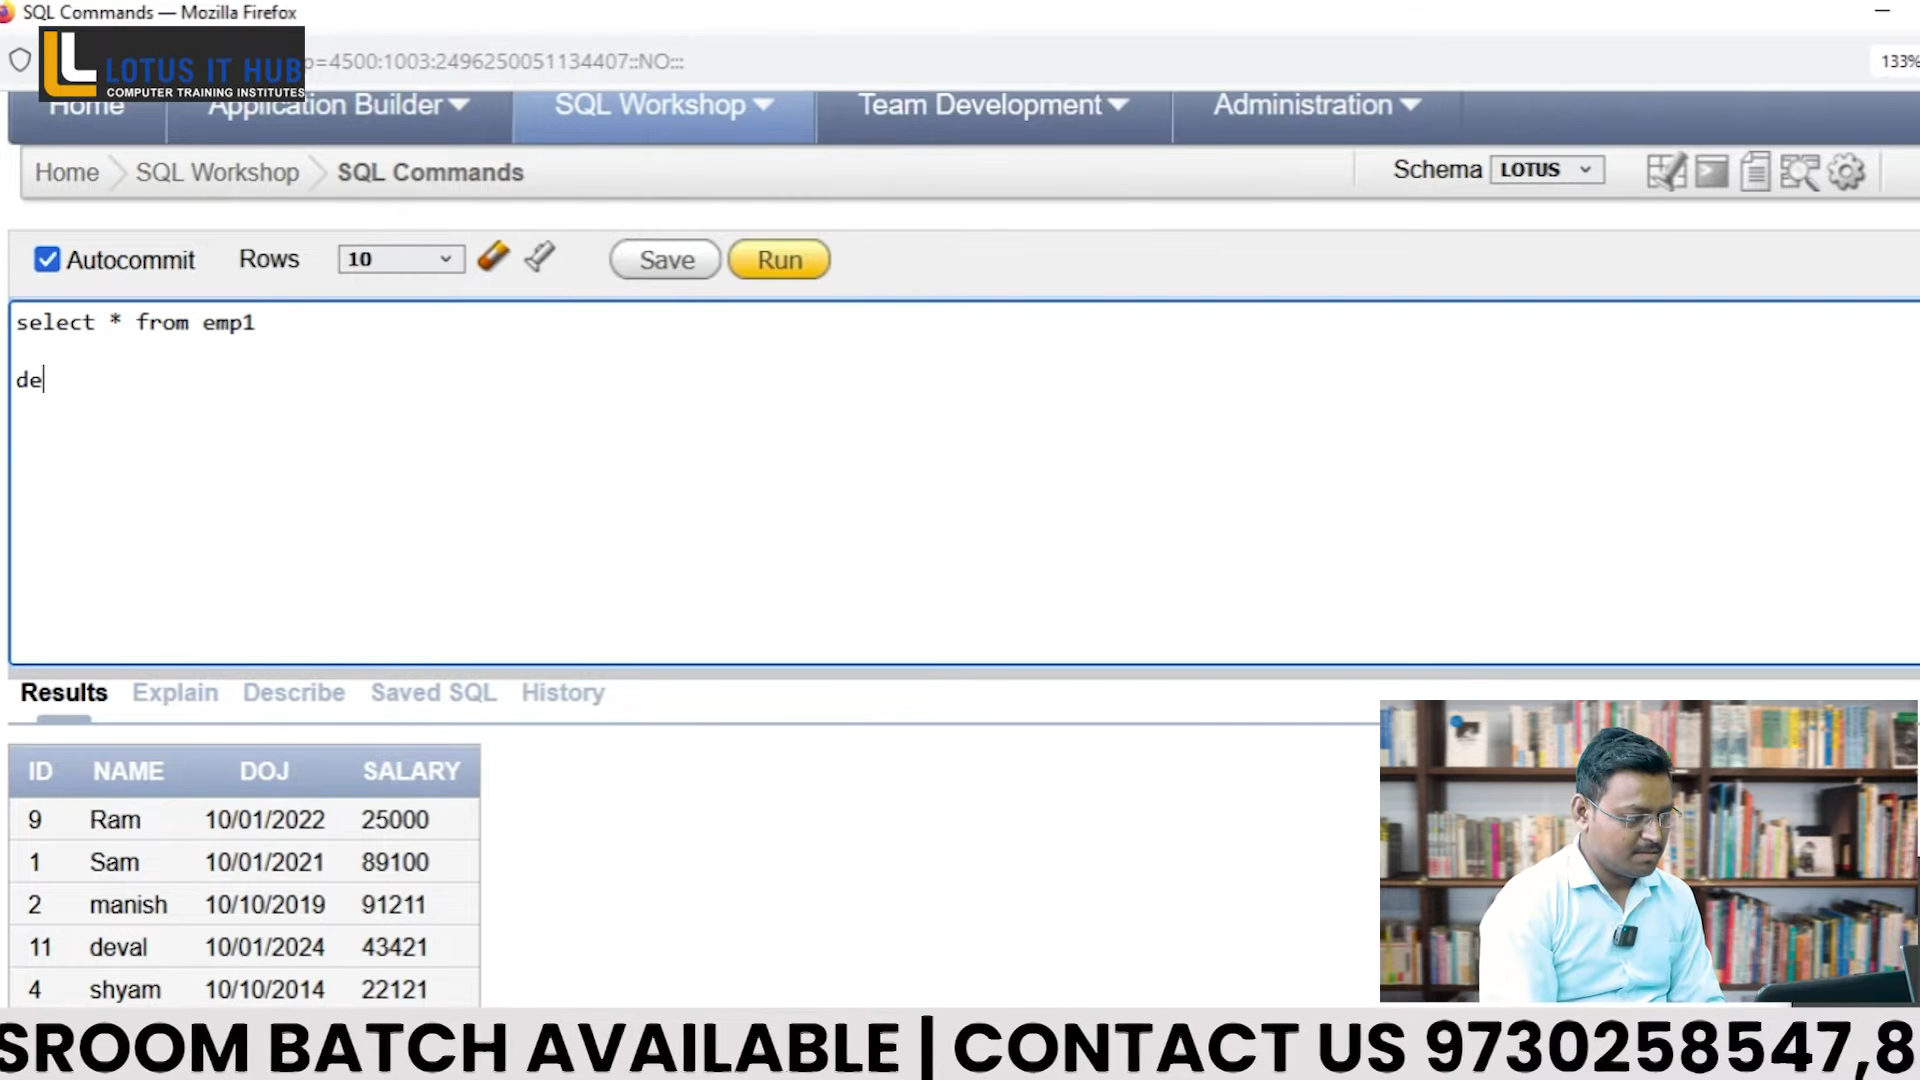 SQL Commands — Mozilla Firefox
LOTUS IT HUB
COMPUTER TRAINING INSTITUTES
=4500:1003:2496250051134407::NO:::
133%
Home
Application Builder
SQL Workshop
Team Development
Administration
Home
SQL Workshop
SQL Commands
Schema
LOTUS
Autocommit
Rows
10
Save
Run
select * from emp1
de
Results
Explain
Describe
Saved SQL
History
ID NAME DOJ SALARY
9 Ram 10/01/2022 25000
1 Sam 10/01/2021 89100
2 manish 10/10/2019 91211
11 deval 10/01/2024 43421
4 shyam 10/10/2014 22121
SROOM BATCH AVAILABLE | CONTACT US 9730258547,8